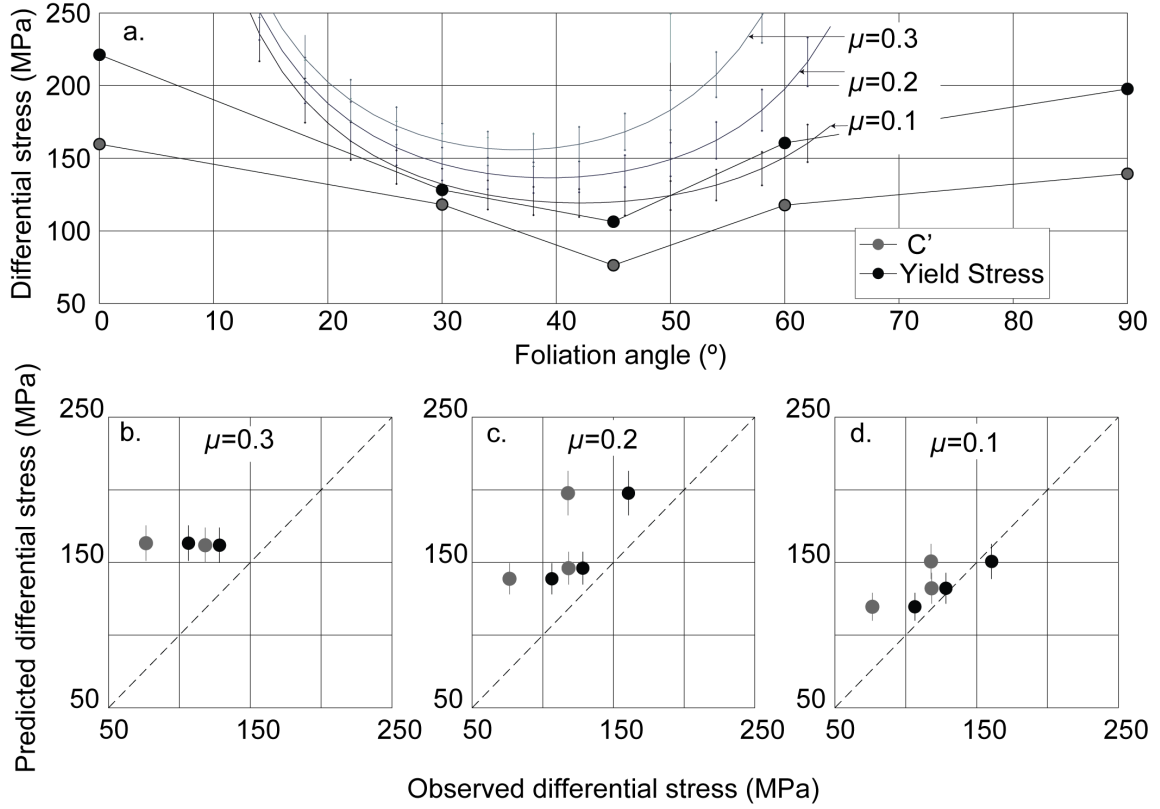 a.
Differential stress (MPa)
250
200
150
100
50
μ=0.3
μ=0.2
μ=0.1
C’
Yield Stress
0 10 20 30 40 50 60 70 80 90
Foliation angle (º)
Predicted differential stress (MPa)
b.
μ=0.3
250
150
50
50 150 250
c.
μ=0.2
250
150
50
50 150 250
d.
μ=0.1
250
150
50
50 150 250
Observed differential stress (MPa)